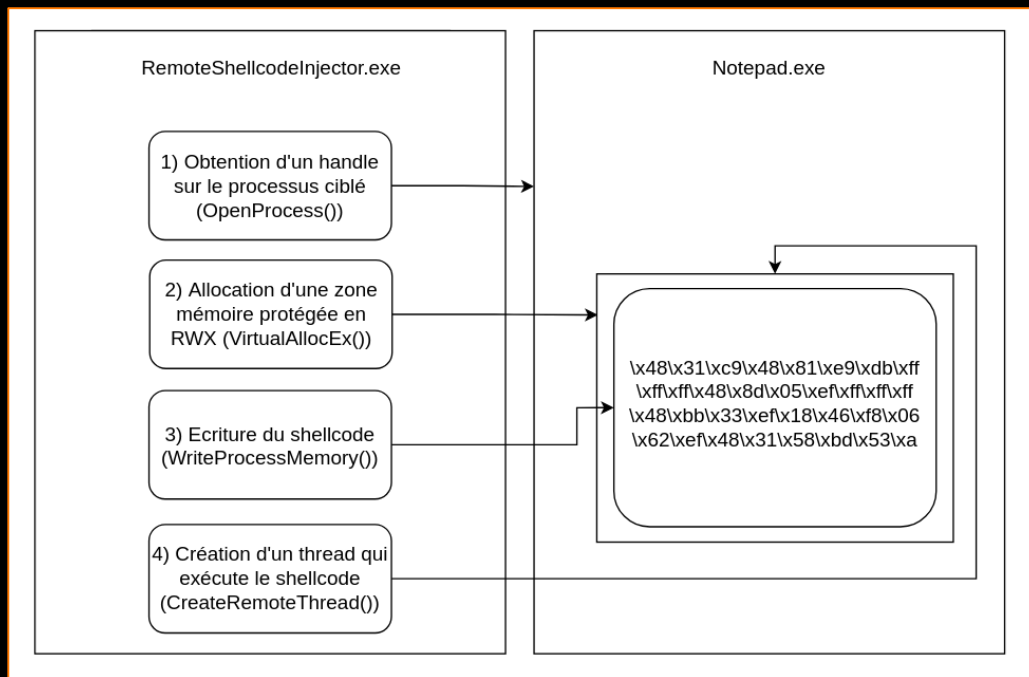 RemoteShellcodeInjector.exe
1) Obtention d'un handle
sur le processus ciblé
(OpenProcess())
2) Allocation d'une zone
mémoire protégée en
RWX (VirtualAllocEx())
3) Ecriture du shellcode
(WriteProcessMemory())
4) Création d'un thread qui
exécute le shellcode
(CreateRemoteThread())
Notepad.exe
\x48\x31\xc9\x48\x81\xe9\xdb\xff
\xff\xff\x48\x8d\x05\xef\xff\xff\xff
\x48\xbb\x33\xef\x18\x46\xf8\x06
\x62\xef\x48\x31\x58\xbd\x53\xa